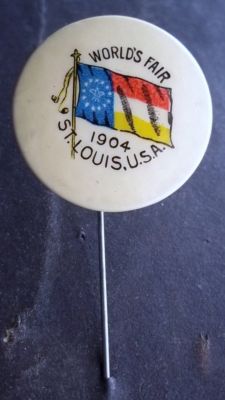 WORLD'S FAIR
1904
ST. LOUIS, U.S.A.